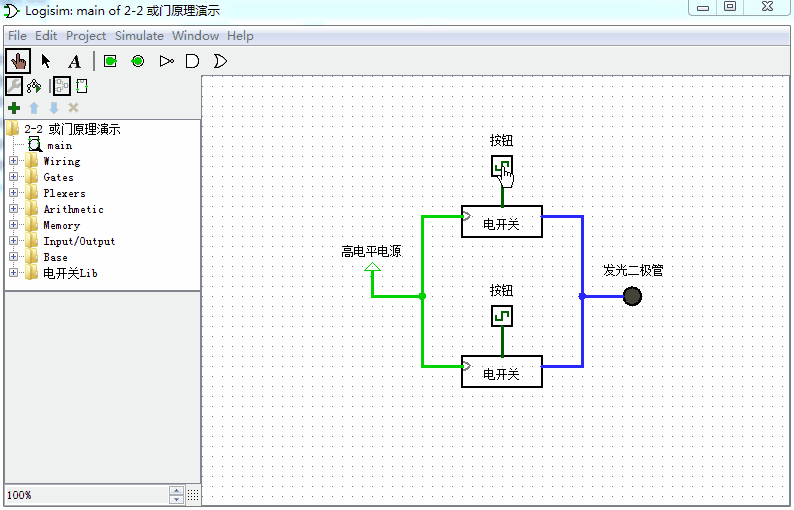 Logisim: main of 2-2 或门原理演示
File Edit Project Simulate Window Help
A
2-2 或门原理演示
main
Wiring
Gates
Plexers
Arithmetic
Memory
Input/Output
Base
电开关Lib
100%
按钮
电开关
高电平电源
发光二极管
按钮
电开关